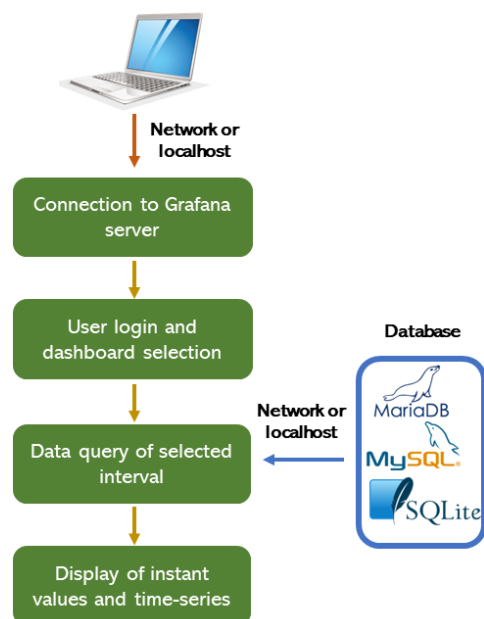 Network or
localhost
Connection to Grafana
server
User login and
dashboard selection
Database
MariaDB
Network or
localhost
MySQL®
Data query of selected
interval
SQLite
Display of instant
values and time-series